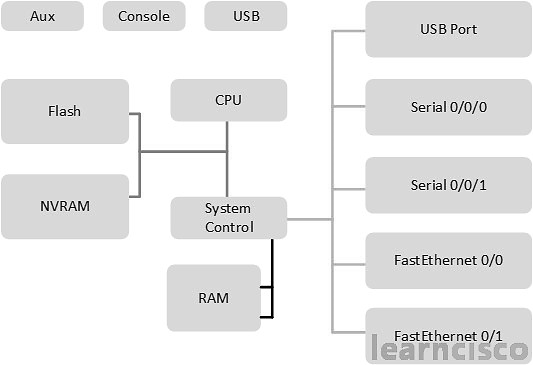 Aux
Console
USB
USB Port
Flash
CPU
Serial 0/0/0
NVRAM
System
Control
Serial 0/0/1
RAM
FastEthernet 0/0
FastEthernet 0/1
learncisco